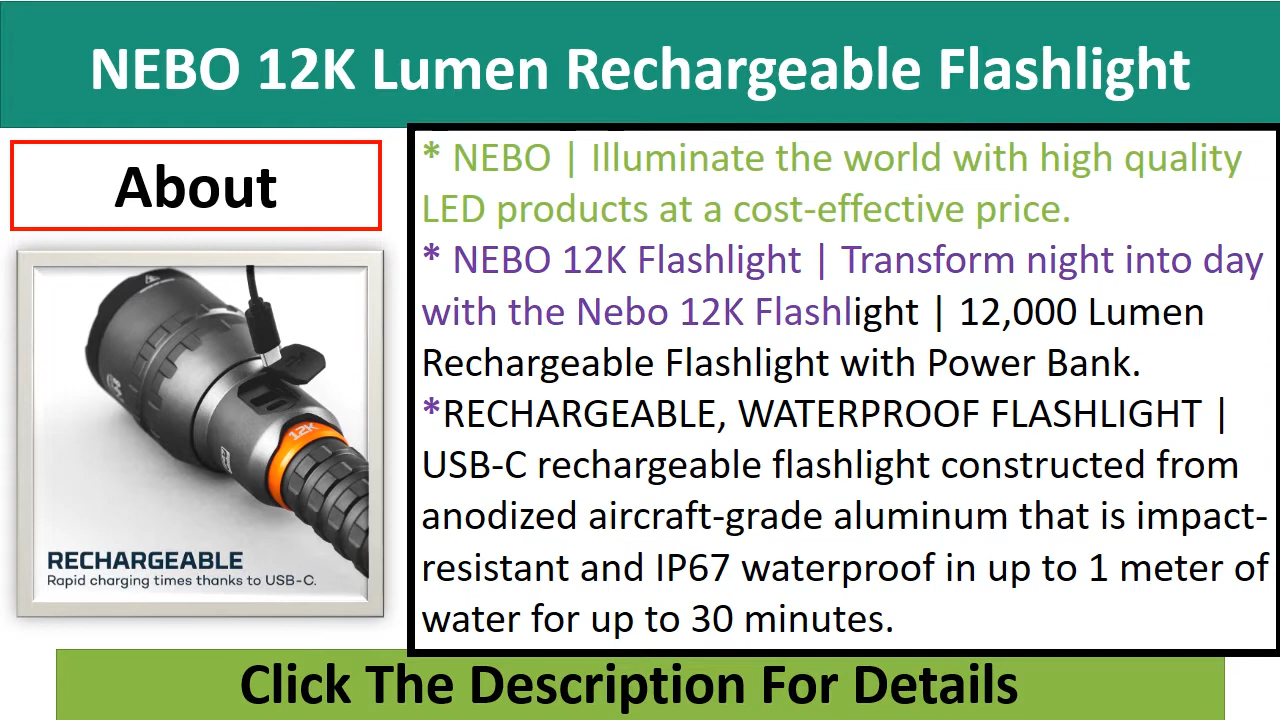 NEBO 12K Lumen Rechargeable Flashlight
About
* NEBO | Illuminate the world with high quality
LED products at a cost-effective price.
* NEBO 12K Flashlight | Transform night into day
with the Nebo 12K Flashlight | 12,000 Lumen
Rechargeable Flashlight with Power Bank.
*RECHARGEABLE, WATERPROOF FLASHLIGHT |
USB-C rechargeable flashlight constructed from
anodized aircraft-grade aluminum that is impact-
resistant and IP67 waterproof in up to 1 meter of
water for up to 30 minutes.
12K
RECHARGEABLE
Rapid charging times thanks to USB-C.
Click The Description For Details